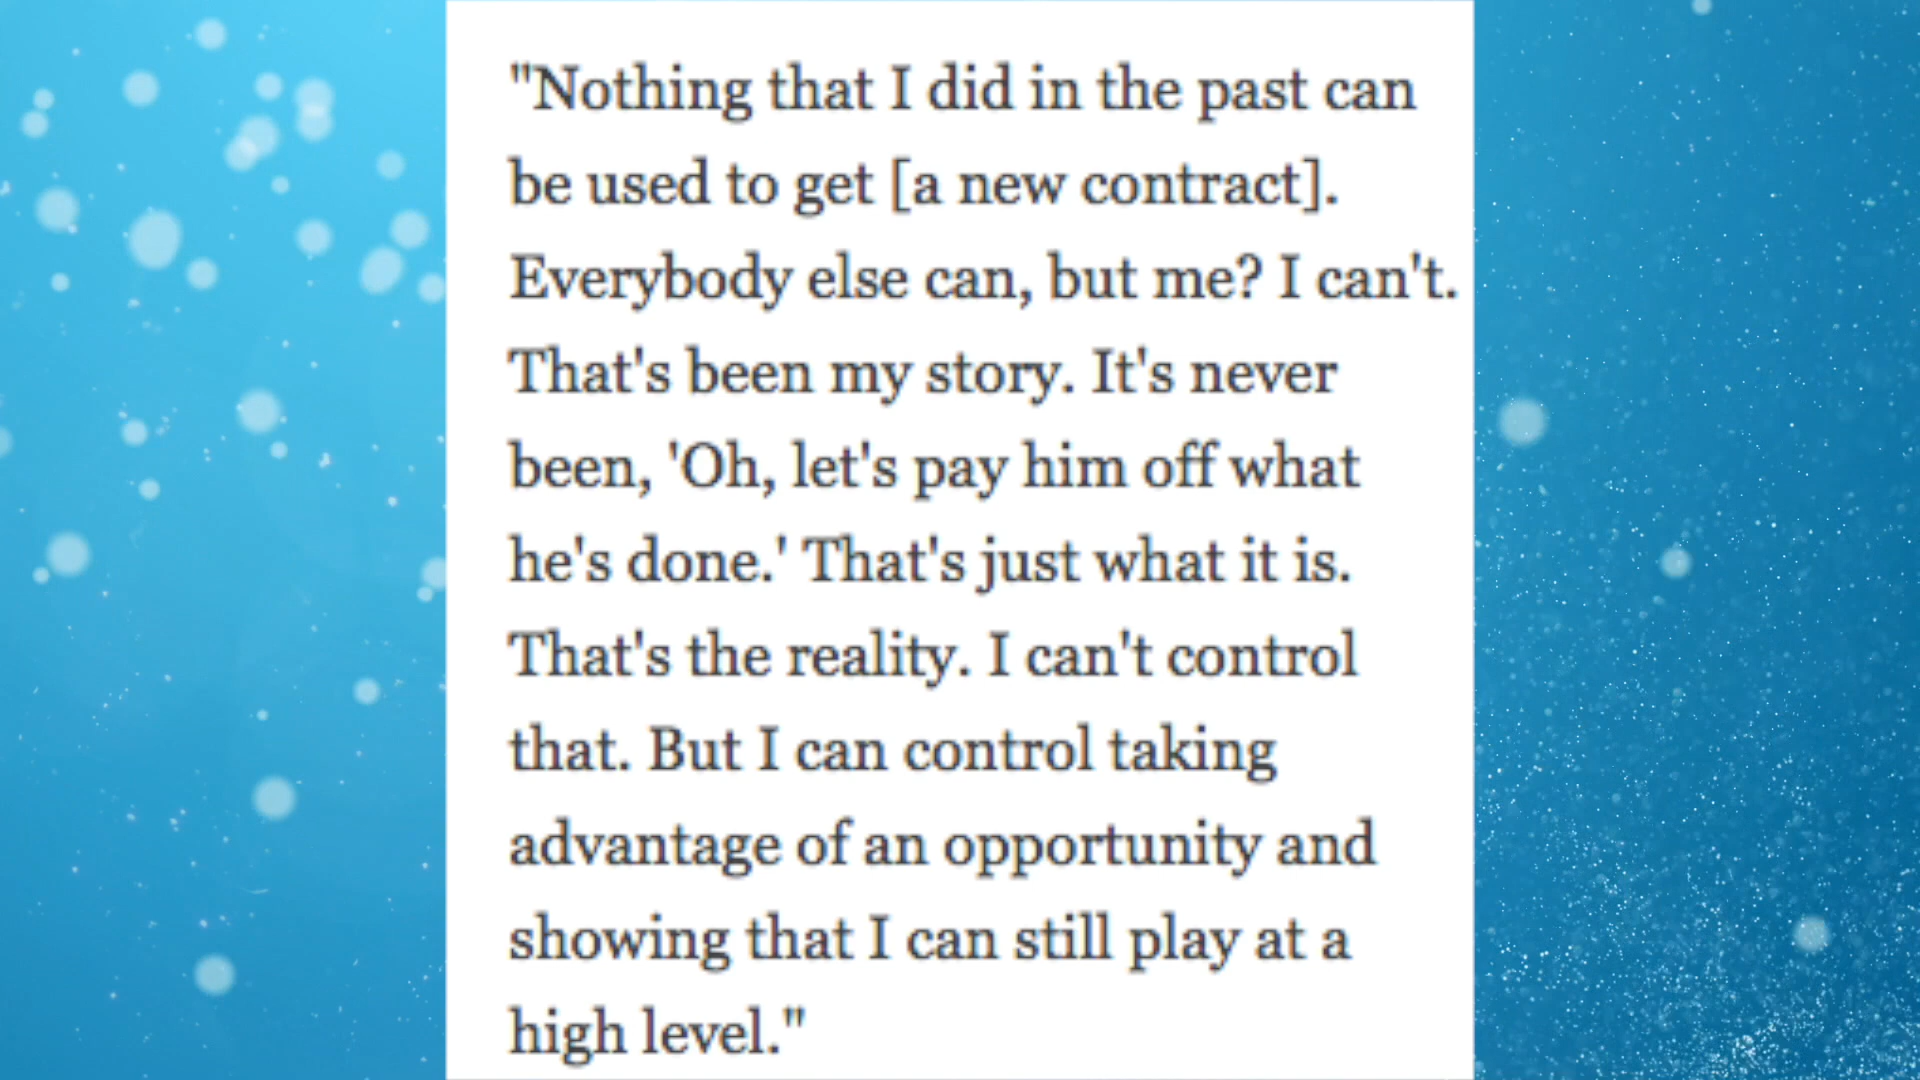 "Nothing that I did in the past can
be used to get [a new contract].
Everybody else can, but me? I can't.
That's been my story. It's never
been, 'Oh, let's pay him off what
he's done.' That's just what it is.
That's the reality. I can't control
that. But I can control taking
advantage of an opportunity and
showing that I can still play at a
high level."